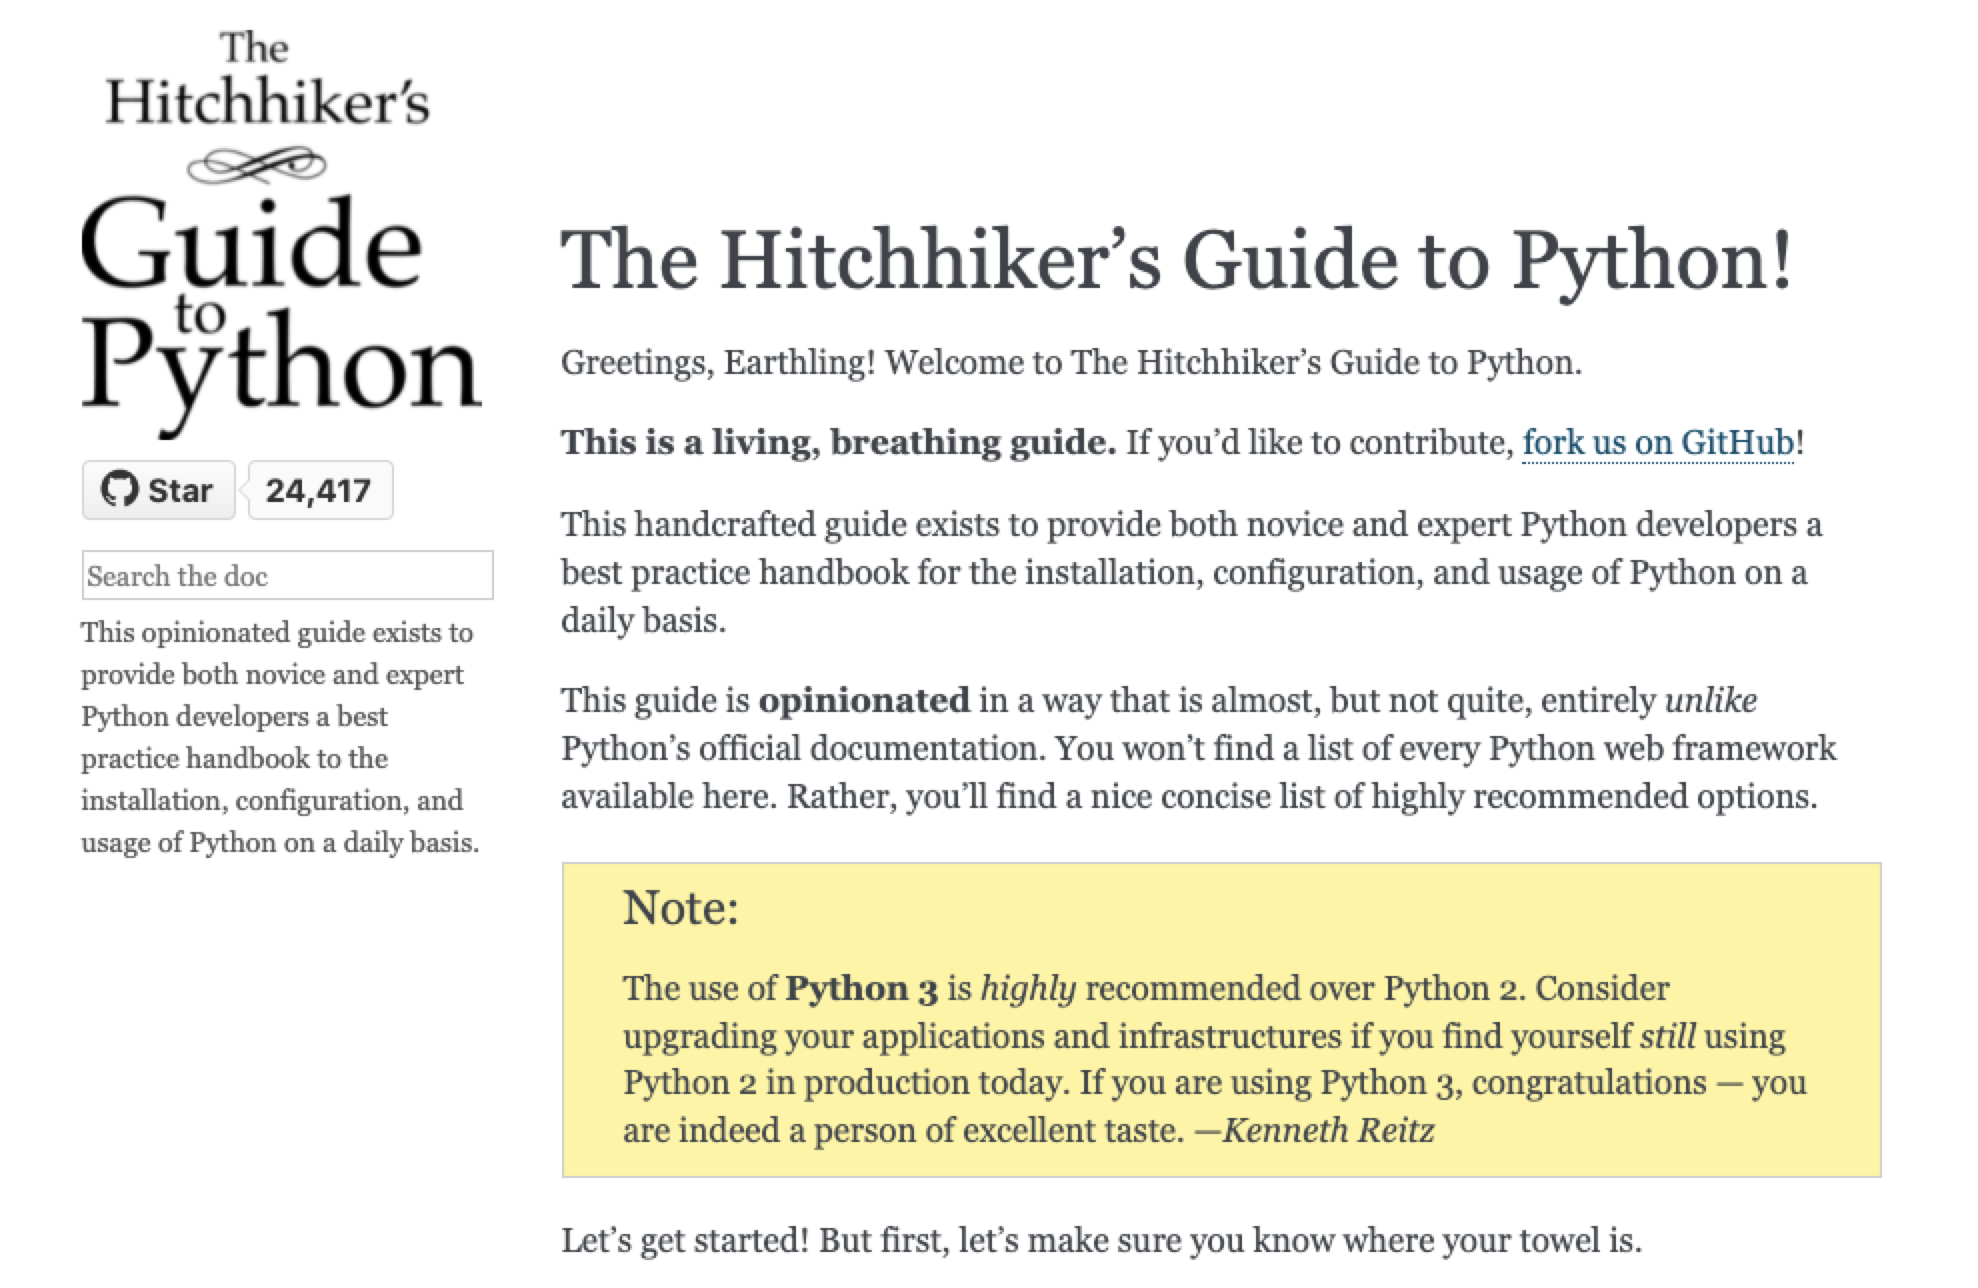 The
Hitchhiker's
Guide
to
Python
Star 24,417
Search the doc
This opinionated guide exists to
provide both novice and expert
Python developers a best
practice handbook to the
installation, configuration, and
usage of Python on a daily basis.
The Hitchhiker’s Guide to Python!
Greetings, Earthling! Welcome to The Hitchhiker’s Guide to Python.
This is a living, breathing guide. If you’d like to contribute, fork us on GitHub!
This handcrafted guide exists to provide both novice and expert Python developers a
best practice handbook for the installation, configuration, and usage of Python on a
daily basis.
This guide is opinionated in a way that is almost, but not quite, entirely unlike
Python’s official documentation. You won’t find a list of every Python web framework
available here. Rather, you’ll find a nice concise list of highly recommended options.
Note:
The use of Python 3 is highly recommended over Python 2. Consider
upgrading your applications and infrastructures if you find yourself still using
Python 2 in production today. If you are using Python 3, congratulations — you
are indeed a person of excellent taste. —Kenneth Reitz
Let’s get started! But first, let’s make sure you know where your towel is.